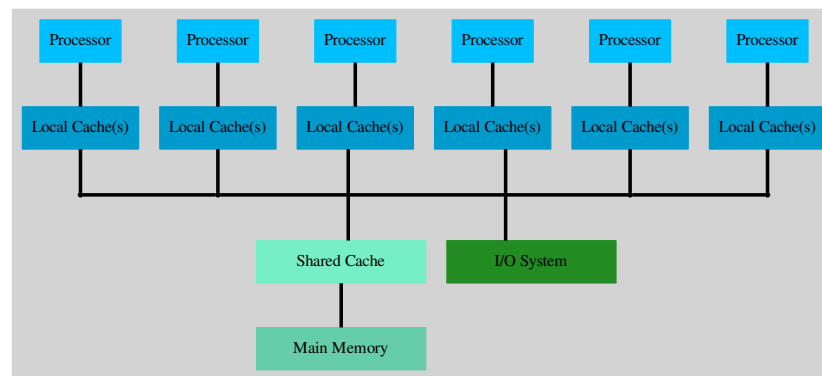 Processor
Processor
Processor
Processor
Processor
Processor
Local Cache(s)
Local Cache(s)
Local Cache(s)
Local Cache(s)
Local Cache(s)
Local Cache(s)
Shared Cache
I/O System
Main Memory